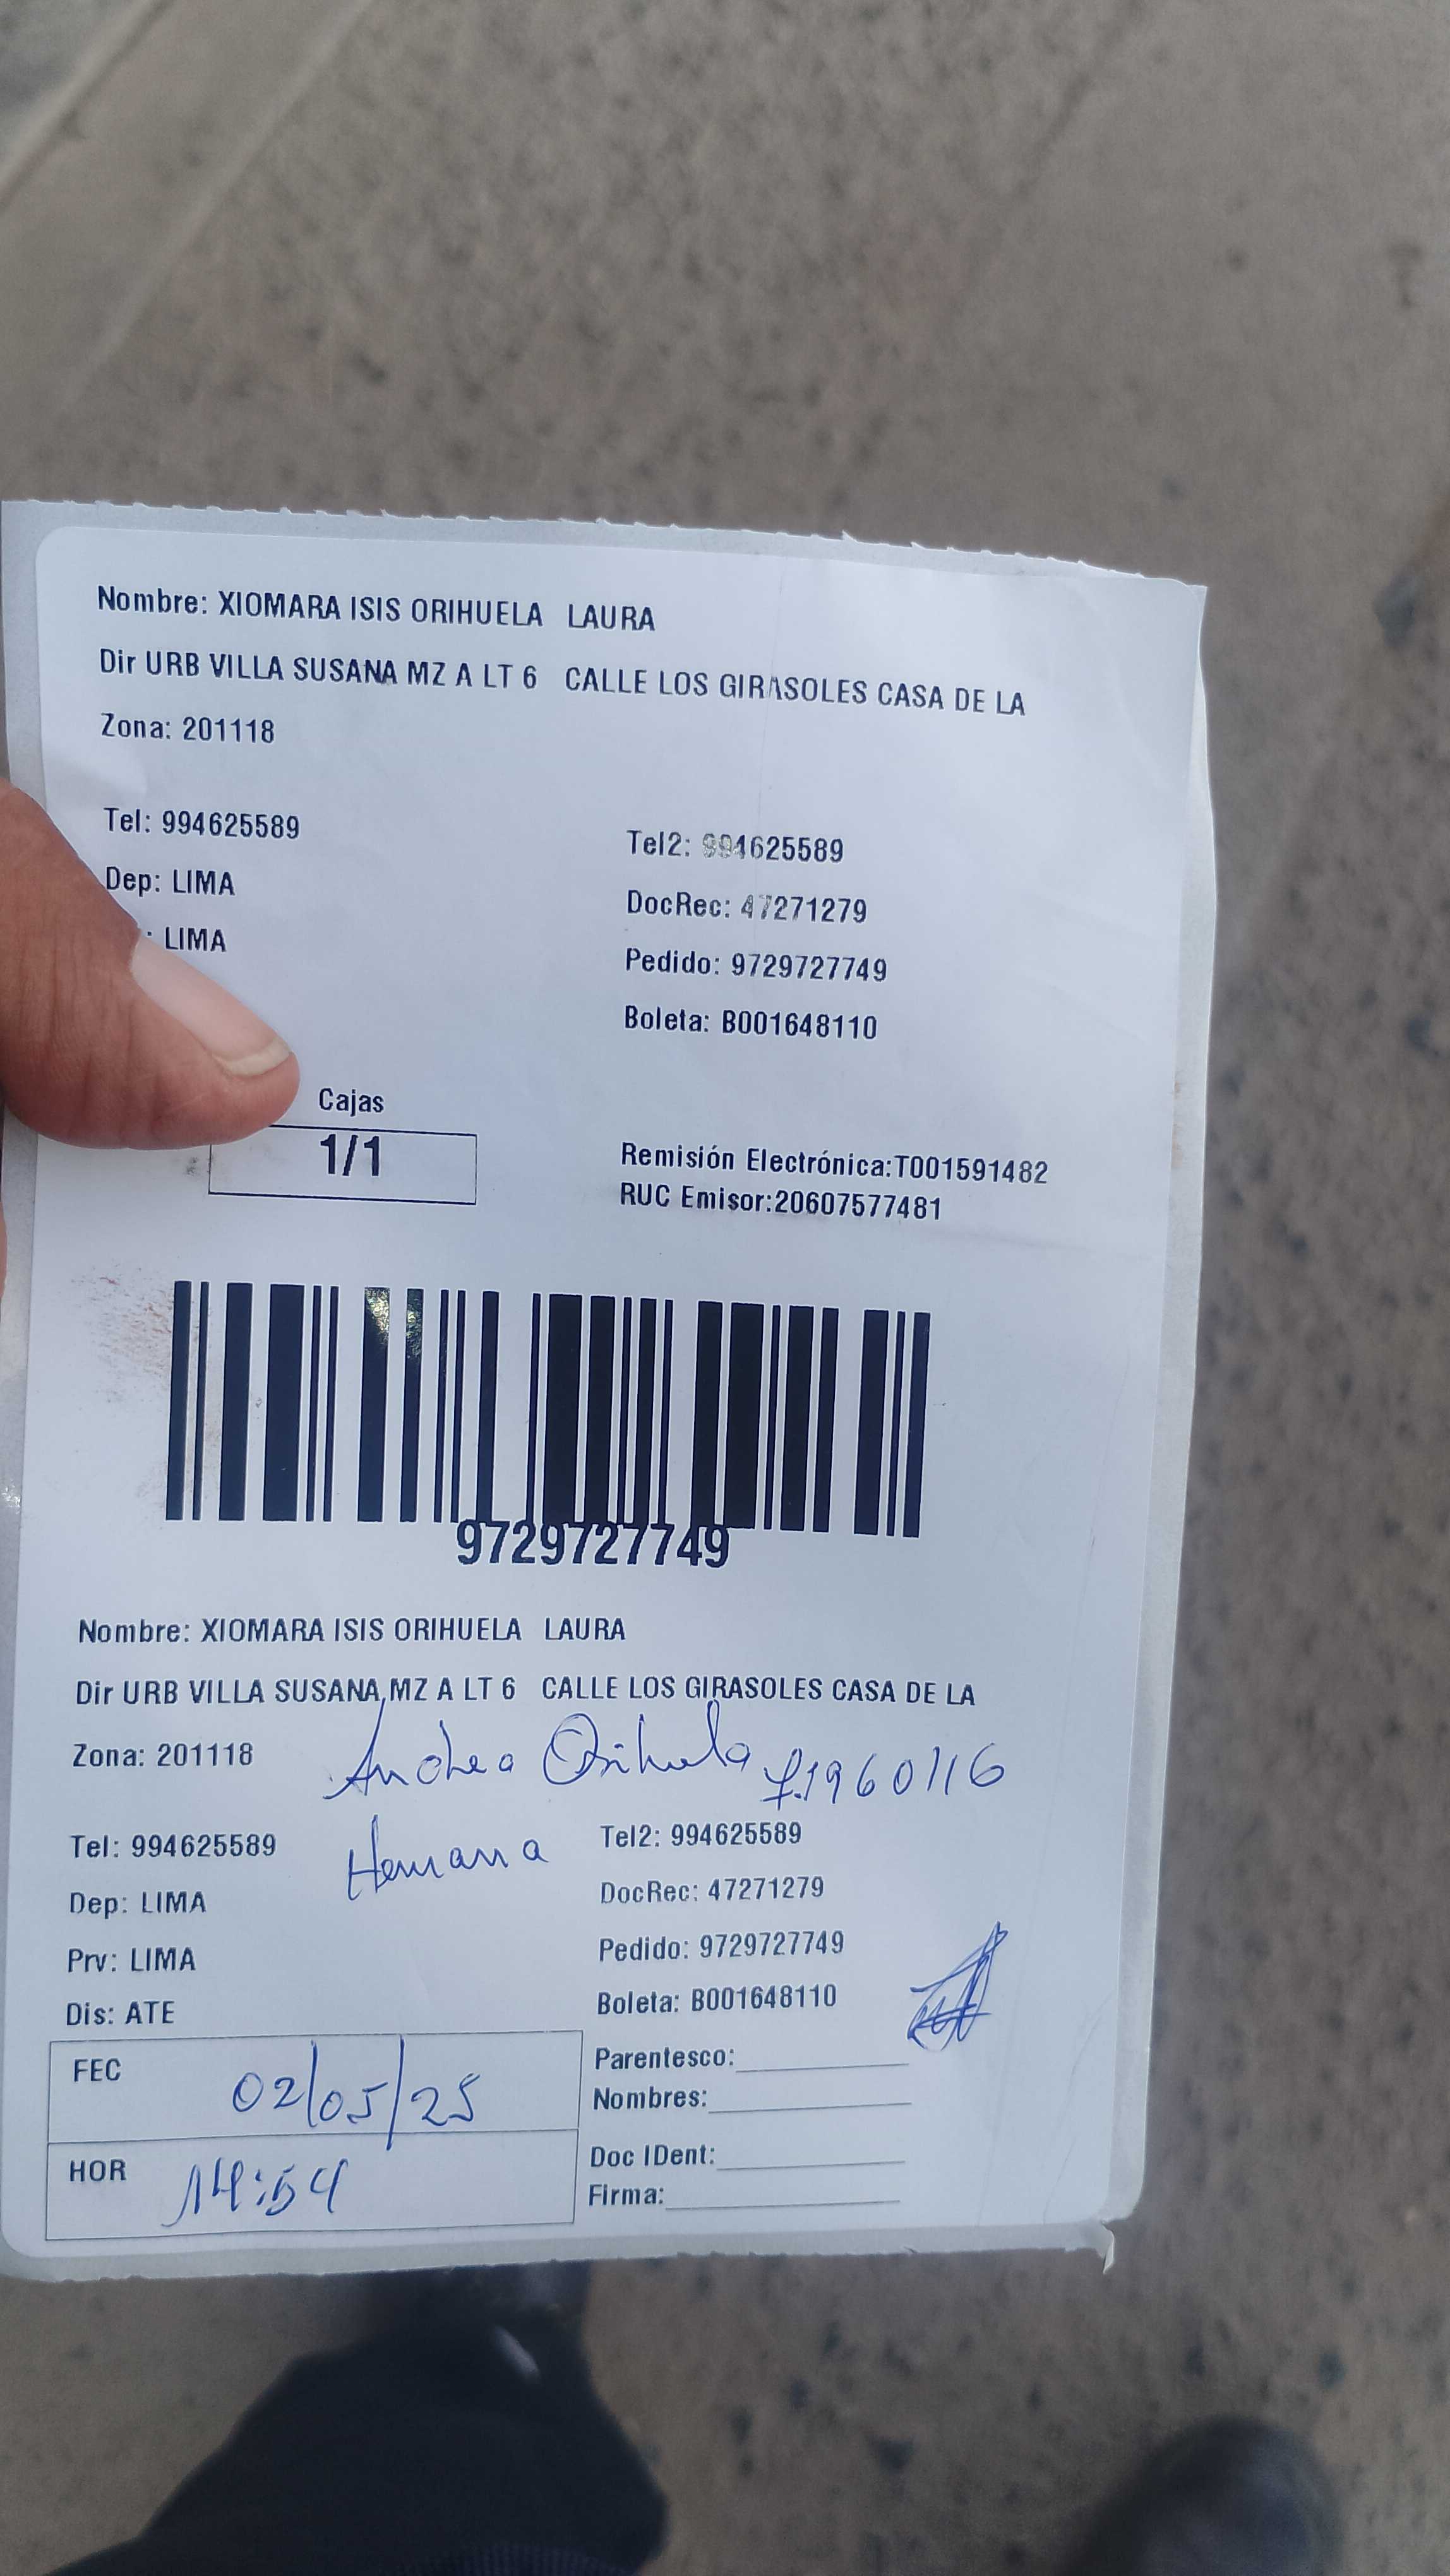 Nombre: XIOMARA ISIS ORIHUELA LAURA
Dir URB VILLA SUSANA MZ A LT 6 CALLE LOS GIRASOLES CASA DE LA
Zona: 201118
Tel: 994625589
Tel2: 994625589
Dep: LIMA
DocRec: 47271279
: LIMA
Pedido: 9729727749
Boleta: B001648110
Cajas
1/1
Remisión Electrónica:T001591482
RUC Emisor:20607577481
9729727749
Nombre: XIOMARA ISIS ORIHUELA LAURA
Dir URB VILLA SUSANA MZ A LT 6 CALLE LOS GIRASOLES CASA DE LA
Zona: 201118
Andrea Orihuela
Tel: 994625589
Hermana
Tel2: 994625589
Dep: LIMA
DocRec: 47271279
Prv: LIMA
Pedido: 9729727749
Dis: ATE
Boleta: B001648110
FEC 02/05/25
Parentesco:
Nombres:
HOR 14:54
Doc IDent:
Firma: